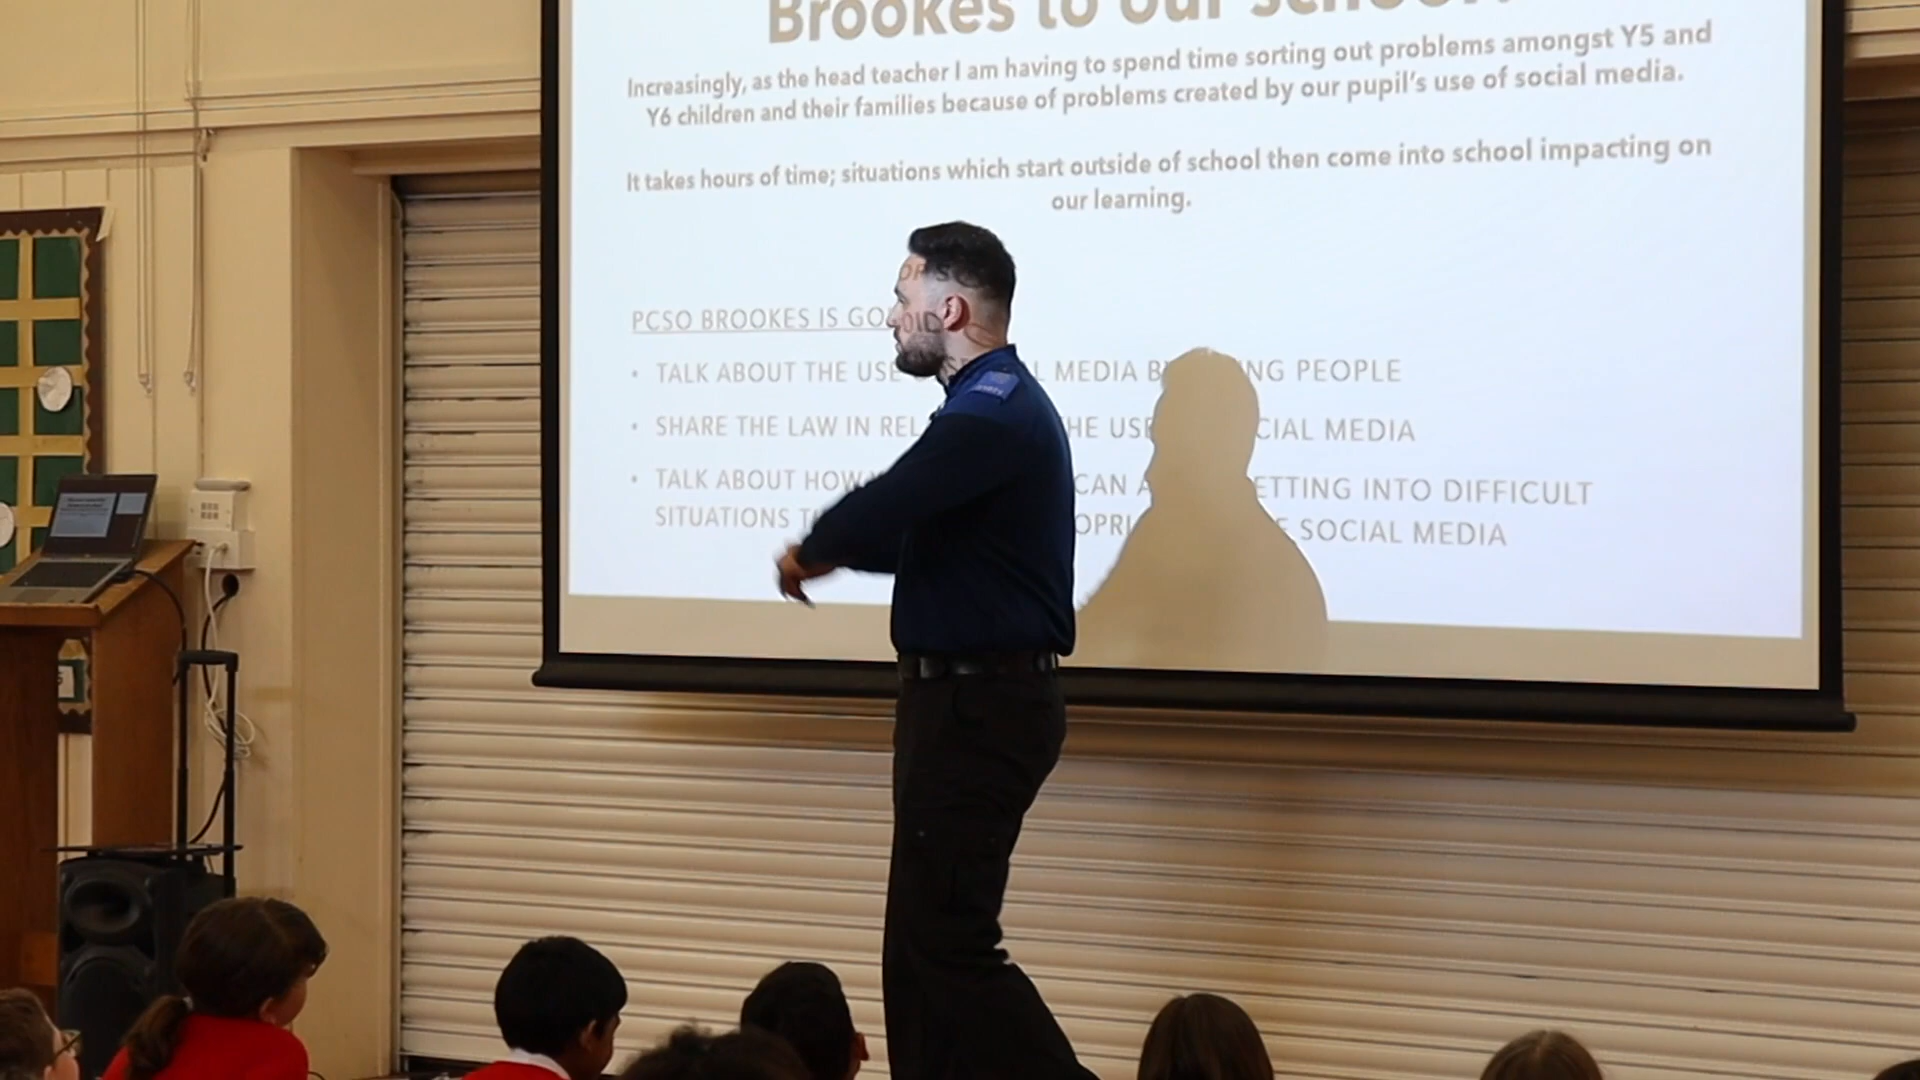 Brookes to our school!
Increasingly, as the head teacher I am having to spend time sorting out problems amongst Y5 and
Y6 children and their families because of problems created by our pupil's use of social media.
It takes hours of time; situations which start outside of school then come into school impacting on
our learning.
PCSO BROOKES IS GO
• TALK ABOUT THE USE L MEDIA B NG PEOPLE
• SHARE THE LAW IN REL HE USE CIAL MEDIA
• TALK ABOUT HOW CAN A ETTING INTO DIFFICULT
SITUATIONS T OPRI SOCIAL MEDIA